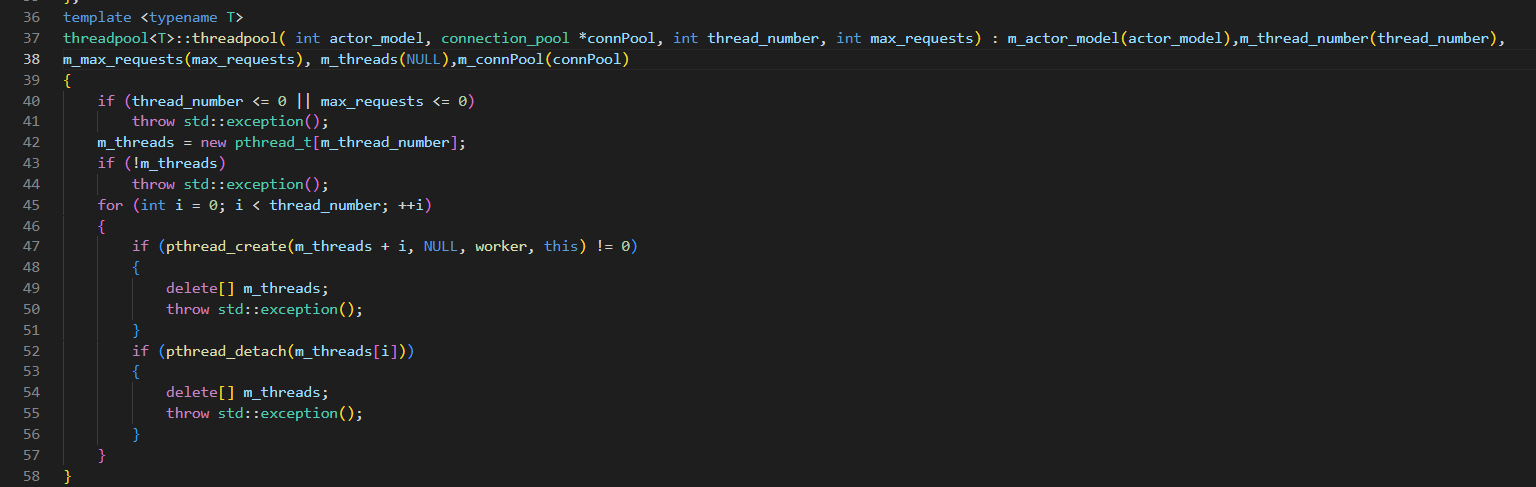 36 template <typename T>
37 threadpool<T>::threadpool( int actor_model, connection_pool *connPool, int thread_number, int max_requests) : m_actor_model(actor_model),m_thread_number(thread_number),
38 m_max_requests(max_requests), m_threads(NULL),m_connPool(connPool)
39 {
40     if (thread_number <= 0 || max_requests <= 0)
41         throw std::exception();
42     m_threads = new pthread_t[m_thread_number];
43     if (!m_threads)
44         throw std::exception();
45     for (int i = 0; i < thread_number; ++i)
46     {
47         if (pthread_create(m_threads + i, NULL, worker, this) != 0)
48         {
49             delete[] m_threads;
50             throw std::exception();
51         }
52         if (pthread_detach(m_threads[i]))
53         {
54             delete[] m_threads;
55             throw std::exception();
56         }
57     }
58 }